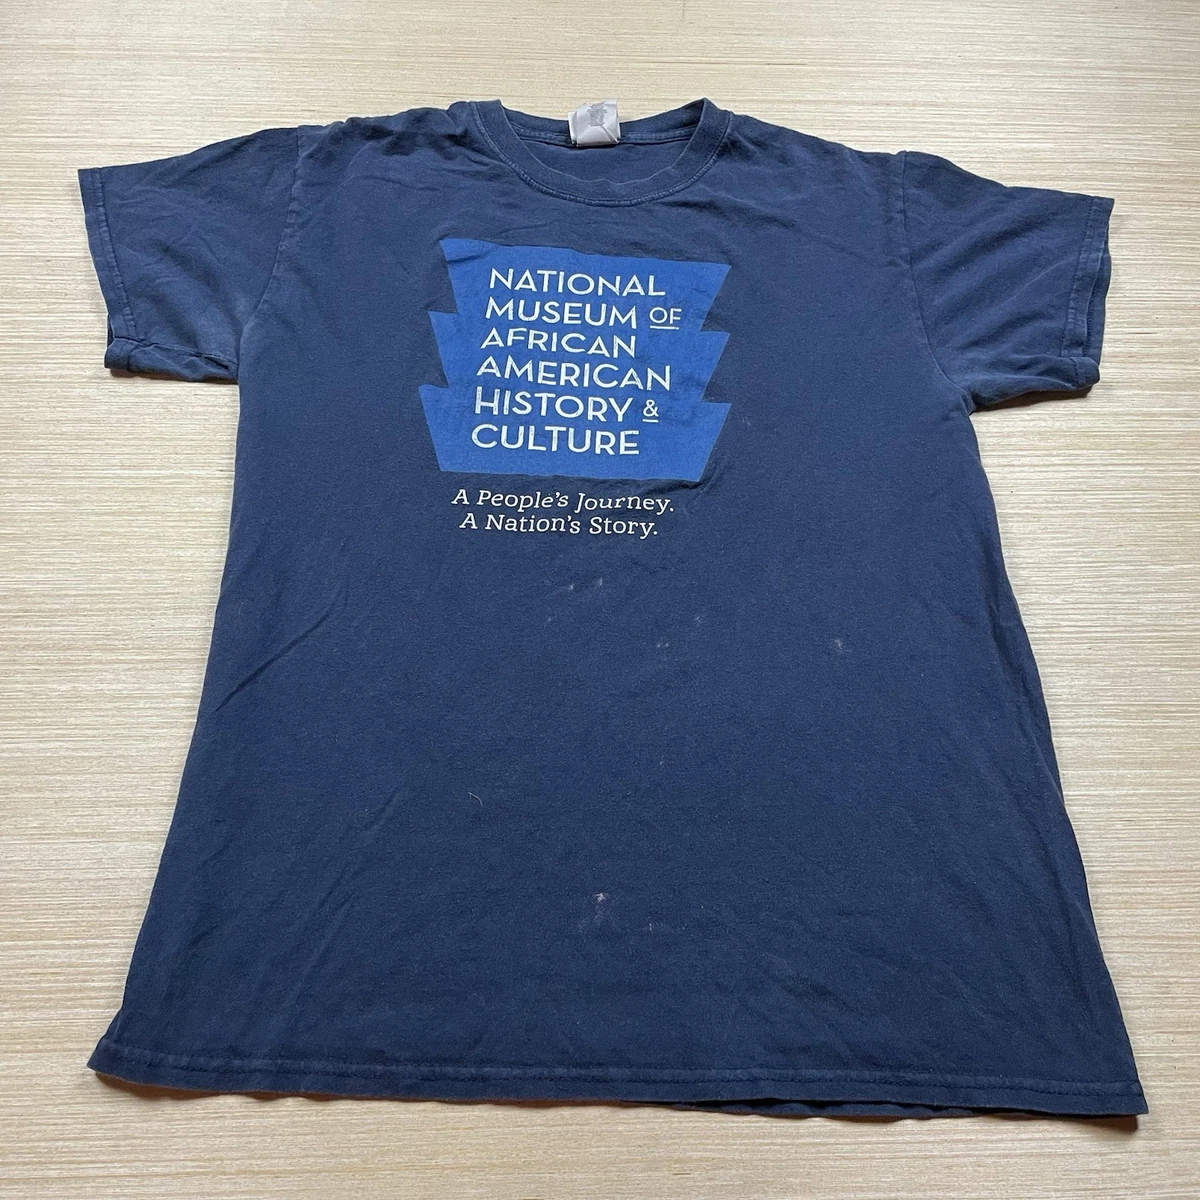 NATIONAL
MUSEUM OF
AFRICAN
AMERICAN
HISTORY &
CULTURE
A People's Journey.
A Nation's Story.